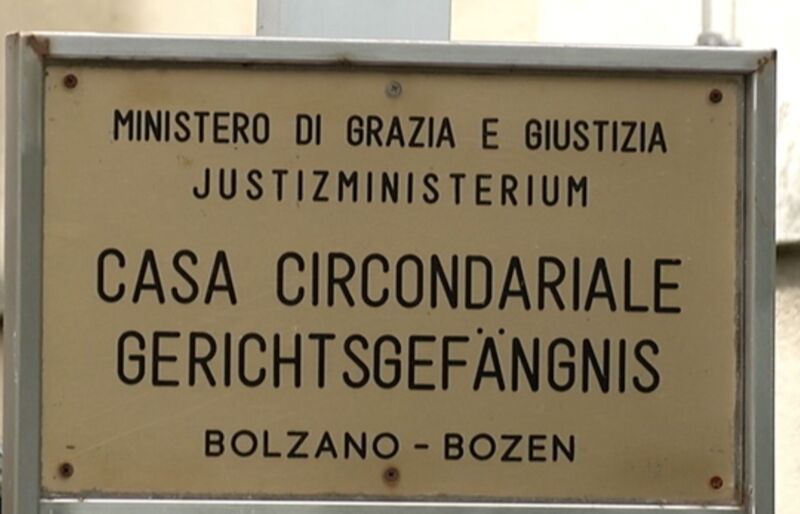 MINISTERO DI GRAZIA E GIUSTIZIA
JUSTIZMINISTERIUM
CASA CIRCONDARIALE
GERICHTSGEFÄNGNIS
BOLZANO - BOZEN